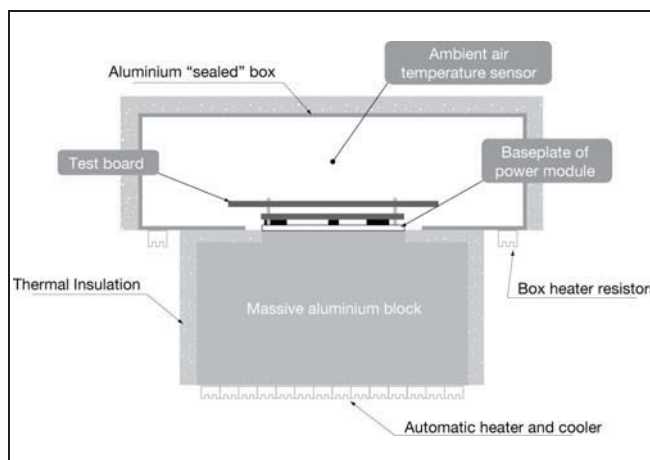 Ambient air
temperature sensor
Aluminium “sealed” box
Test board
Baseplate of
power module
Thermal Insulation
Massive aluminium block
Box heater resistors
Automatic heater and cooler